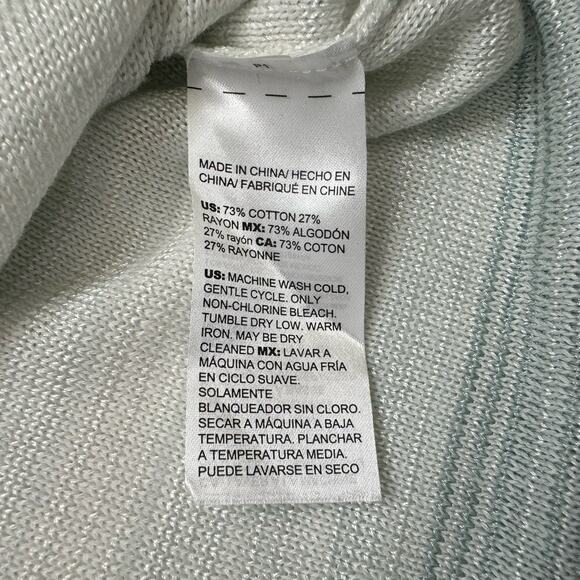 MADE IN CHINA/ HECHO EN
CHINA/ FABRIQUÉ EN CHINE
US: 73% COTTON 27%
RAYON MX: 73% ALGODÓN
27% rayón CA: 73% COTON
27% RAYONNE
US: MACHINE WASH COLD,
GENTLE CYCLE. ONLY
NON-CHLORINE BLEACH.
TUMBLE DRY LOW. WARM
IRON. MAY BE DRY
CLEANED MX: LAVAR A
MÁQUINA CON AGUA FRÍA
EN CICLO SUAVE.
SOLAMENTE
BLANQUEADOR SIN CLORO.
SECAR A MÁQUINA A BAJA
TEMPERATURA. PLANCHAR
A TEMPERATURA MEDIA.
PUEDE LAVARSE EN SECO